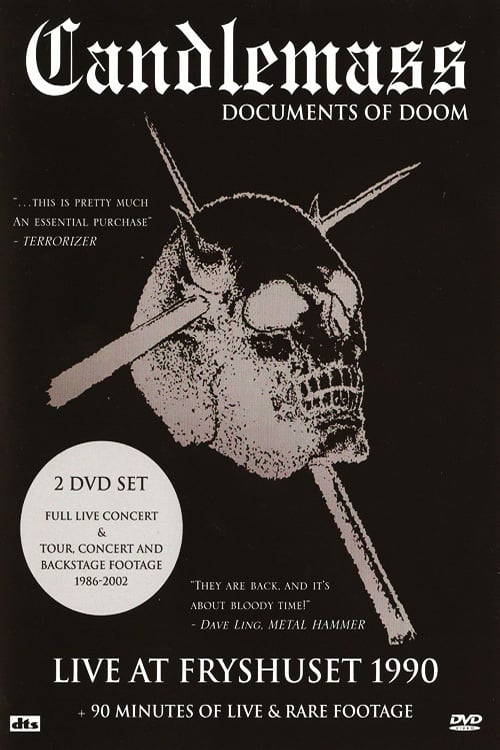 Candlemass
DOCUMENTS OF DOOM
"...THIS IS PRETTY MUCH
AN ESSENTIAL PURCHASE"
- TERRORIZER
2 DVD SET
FULL LIVE CONCERT
&
TOUR, CONCERT AND
BACKSTAGE FOOTAGE
1986-2002
"THEY ARE BACK, AND IT'S
ABOUT BLOODY TIME!"
- DAVE LING, METAL HAMMER
LIVE AT FRYSHUSET 1990
+ 90 MINUTES OF LIVE & RARE FOOTAGE
dts
DVD
VIDEO